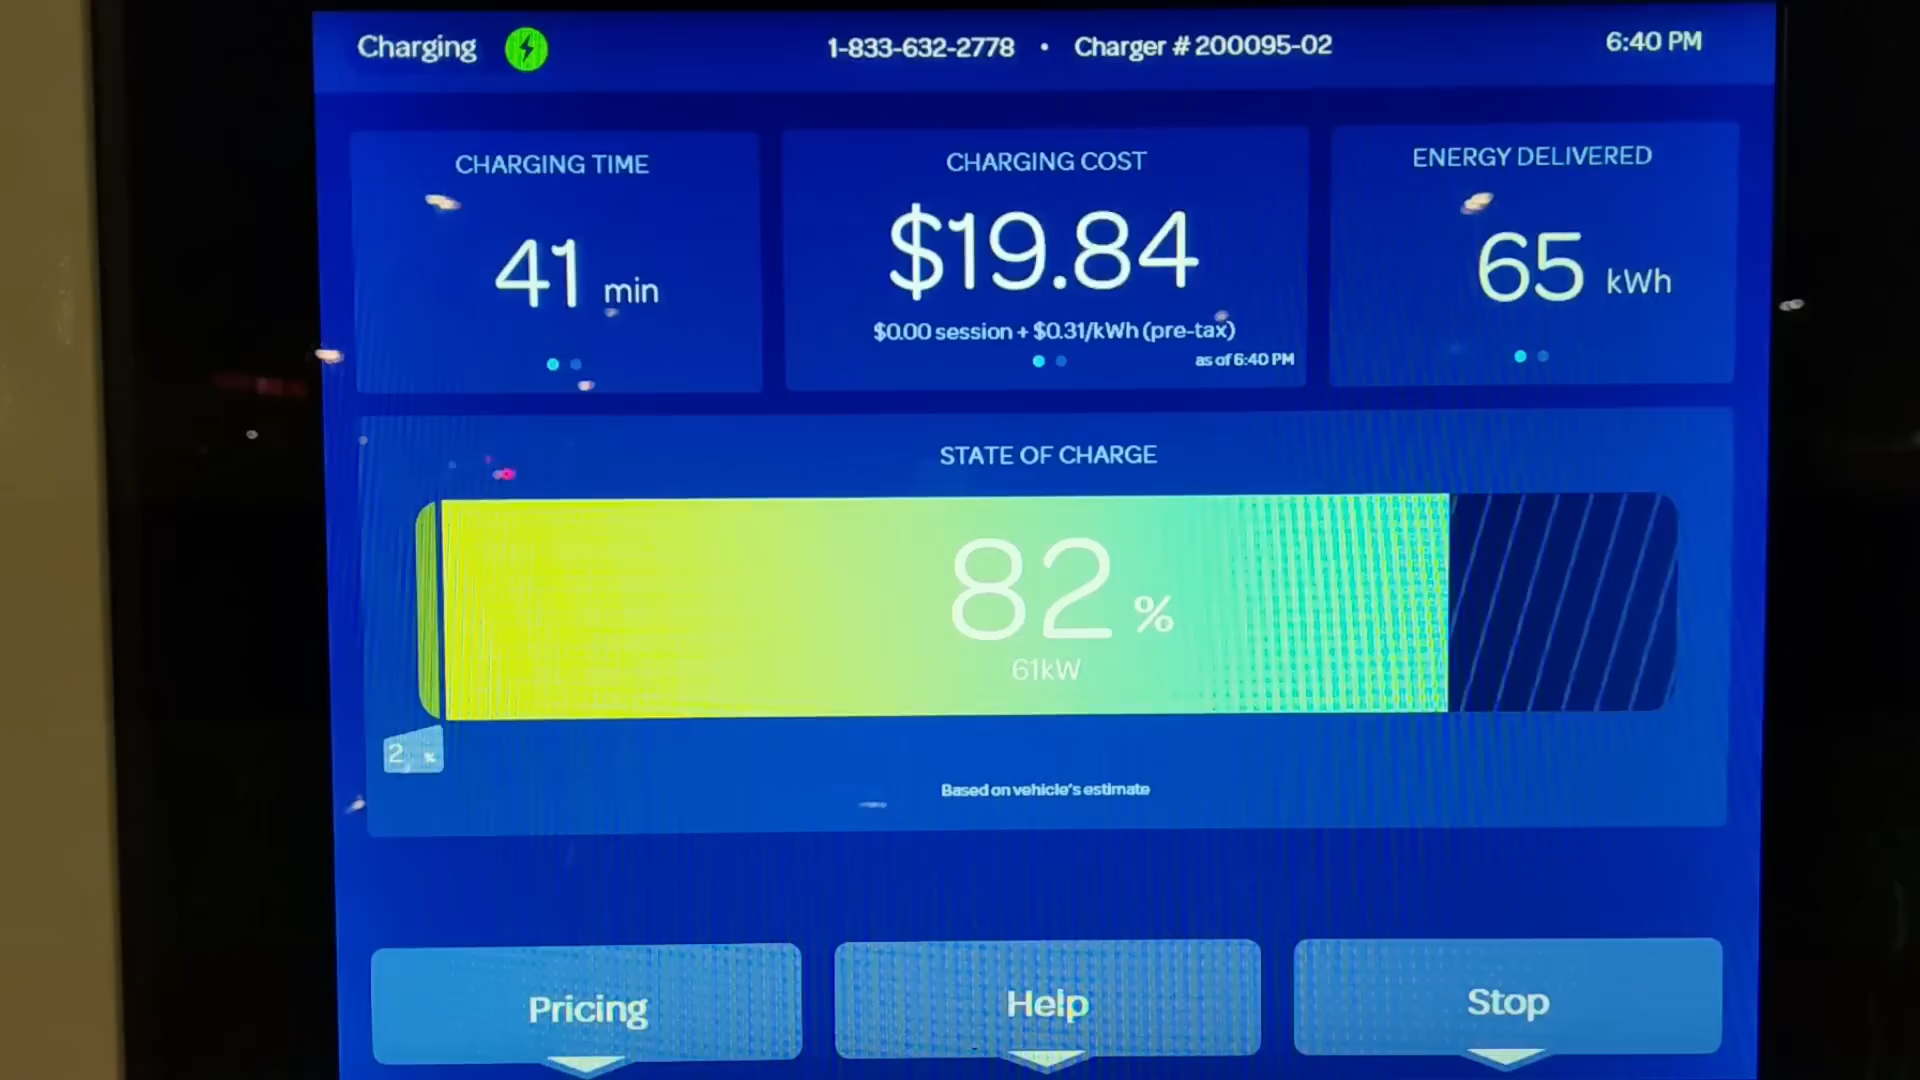 Charging
1-833-632-2778 • Charger # 200095-02
6:40 PM
CHARGING TIME
41 min
CHARGING COST
$19.84
$0.00 session + $0.31/kWh (pre-tax)
as of 6:40 PM
ENERGY DELIVERED
65 kWh
STATE OF CHARGE
82 %
61kW
2 %
Based on vehicle's estimate
Pricing
Help
Stop